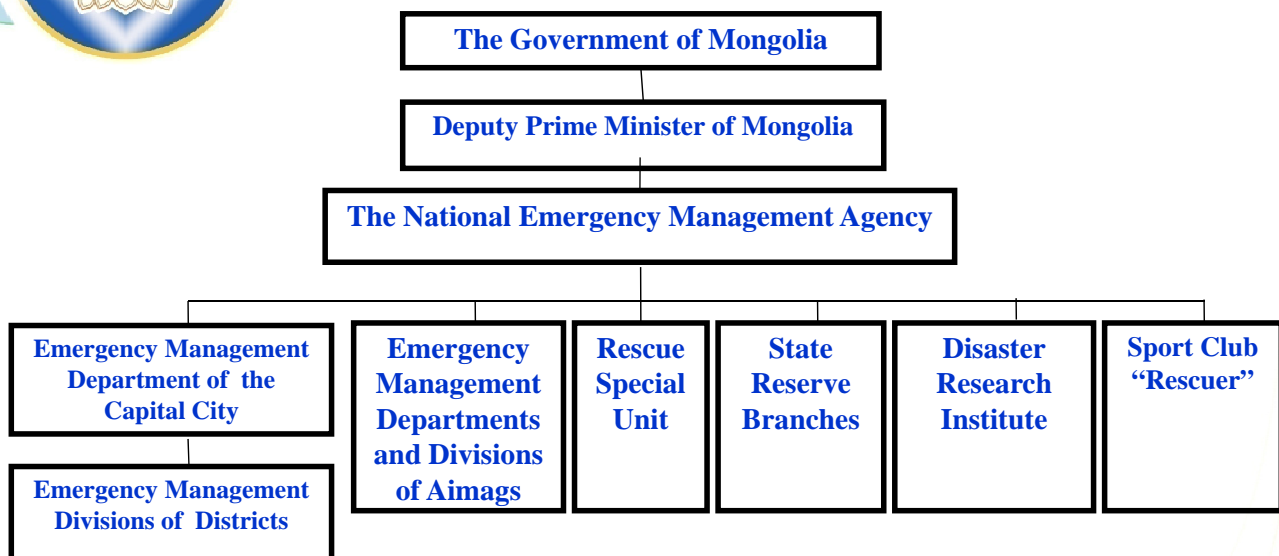 The Government of Mongolia
Deputy Prime Minister of Mongolia
The National Emergency Management Agency
Emergency Management
Department of the
Capital City
Emergency Management
Divisions of Districts
Emergency
Management
Departments
and Divisions
of Aimags
Rescue
Special
Unit
State
Reserve
Branches
Disaster
Research
Institute
Sport Club
“Rescuer”